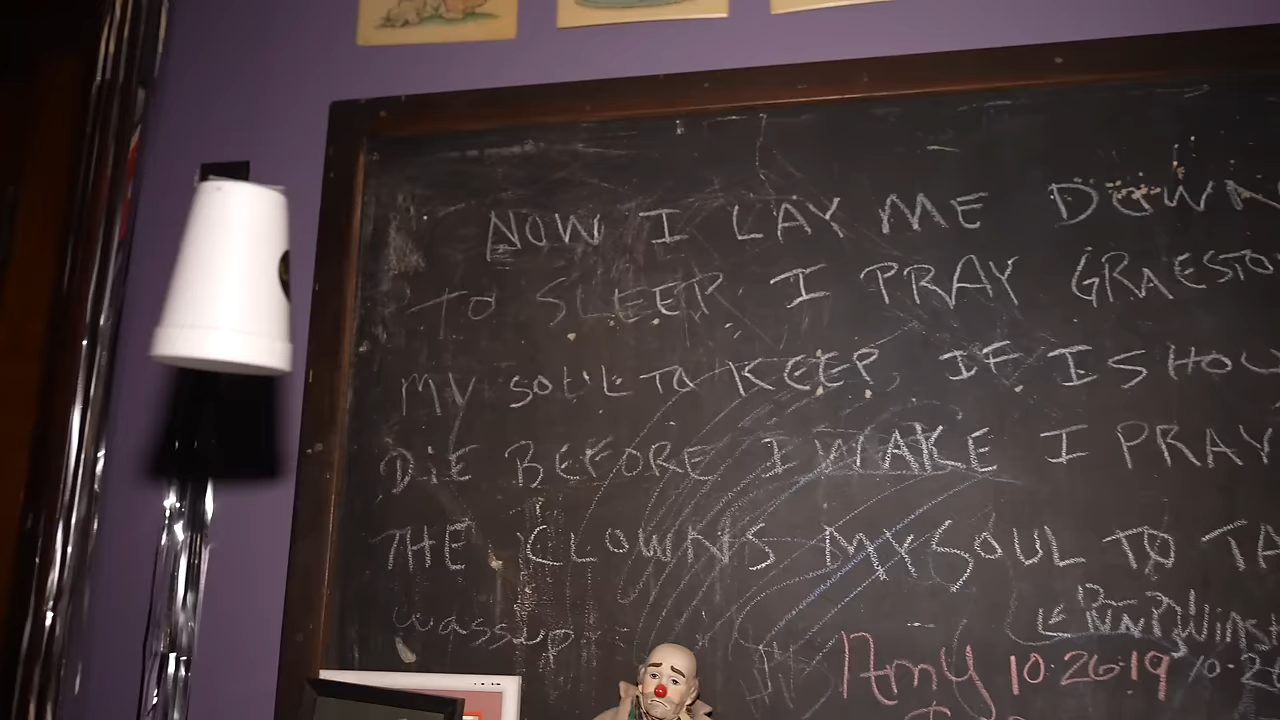 NOW I LAY ME DOWN
TO SLEEP I PRAY GRAESTO
MY SOUL TO KEEP, IF I SHOU
DIE BEFORE I WAKE I PRAY
THE CLOWNS MY SOUL TO TA
wassup
Amy 10.26.19